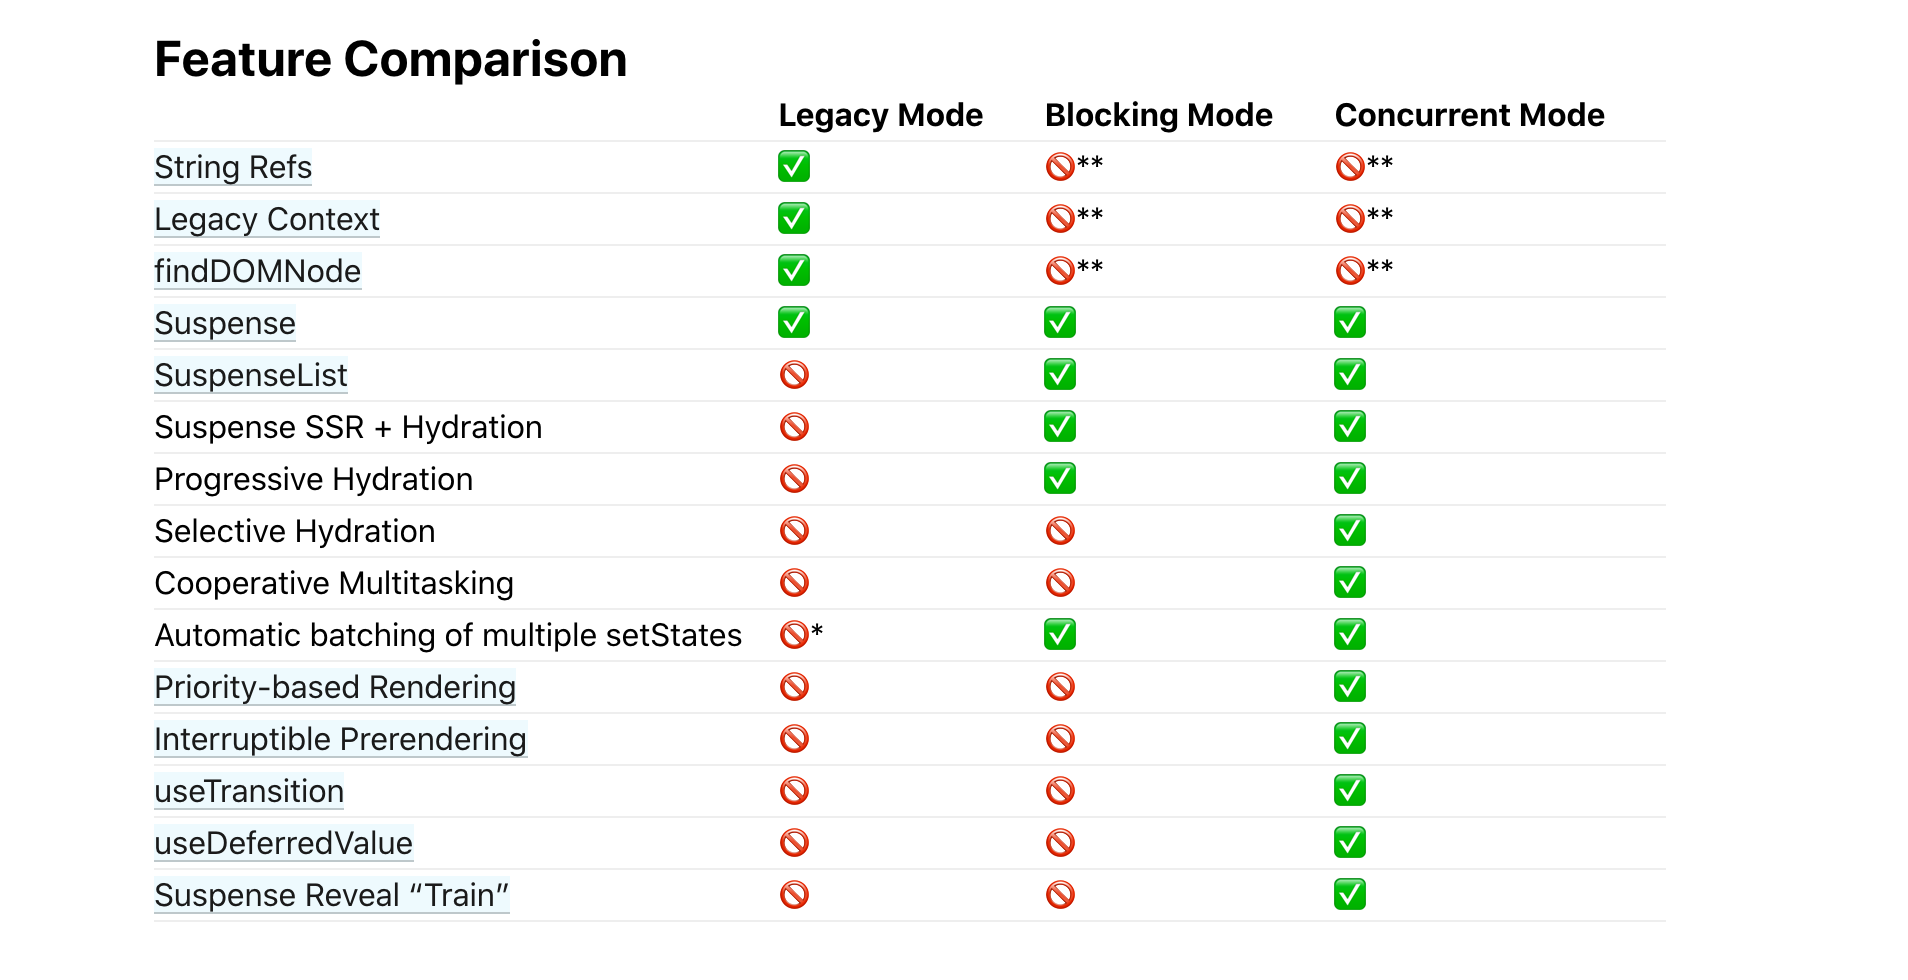 Feature Comparison
Legacy Mode Blocking Mode Concurrent Mode
String Refs ✅ 🚫** 🚫**
Legacy Context ✅ 🚫** 🚫**
findDOMNode ✅ 🚫** 🚫**
Suspense ✅ ✅ ✅
SuspenseList 🚫 ✅ ✅
Suspense SSR + Hydration 🚫 ✅ ✅
Progressive Hydration 🚫 ✅ ✅
Selective Hydration 🚫 🚫 ✅
Cooperative Multitasking 🚫 🚫 ✅
Automatic batching of multiple setStates 🚫* ✅ ✅
Priority-based Rendering 🚫 🚫 ✅
Interruptible Prerendering 🚫 🚫 ✅
useTransition 🚫 🚫 ✅
useDeferredValue 🚫 🚫 ✅
Suspense Reveal “Train” 🚫 🚫 ✅